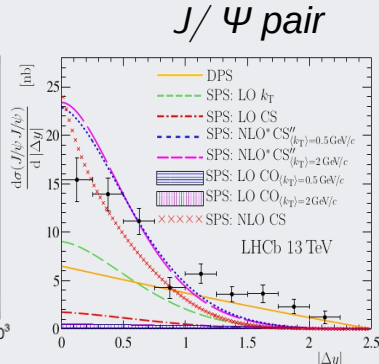 J/ Ψ pair
dσ(J/ψ J/ψ)
d |Δy|
[nb]
30
25
20
15
10
5
0
DPS
SPS: LO k_T
SPS: LO CS
SPS: NLO* CS''⟨k_T⟩=0.5 GeV/c
SPS: NLO* CS''⟨k_T⟩=2 GeV/c
SPS: LO CO⟨k_T⟩=0.5 GeV/c
SPS: LO CO⟨k_T⟩=2 GeV/c
SPS: NLO CS
LHCb 13 TeV
0 0.5 1 1.5 2 2.5
|Δy|